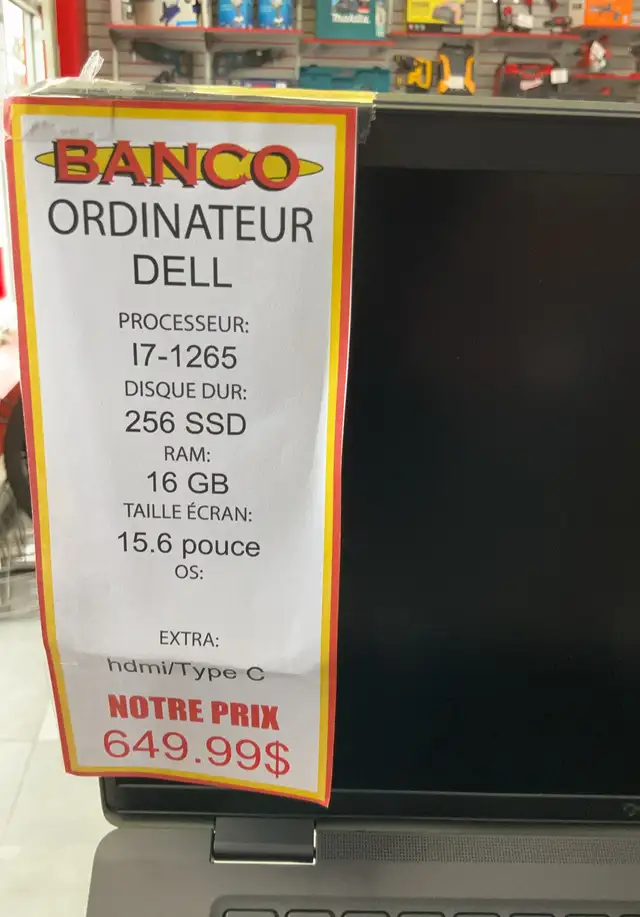 makita
BANCO
ORDINATEUR
DELL
PROCESSEUR:
I7-1265
DISQUE DUR:
256 SSD
RAM:
16 GB
TAILLE ÉCRAN:
15.6 pouce
OS:
EXTRA:
hdmi/Type C
NOTRE PRIX
649.99$